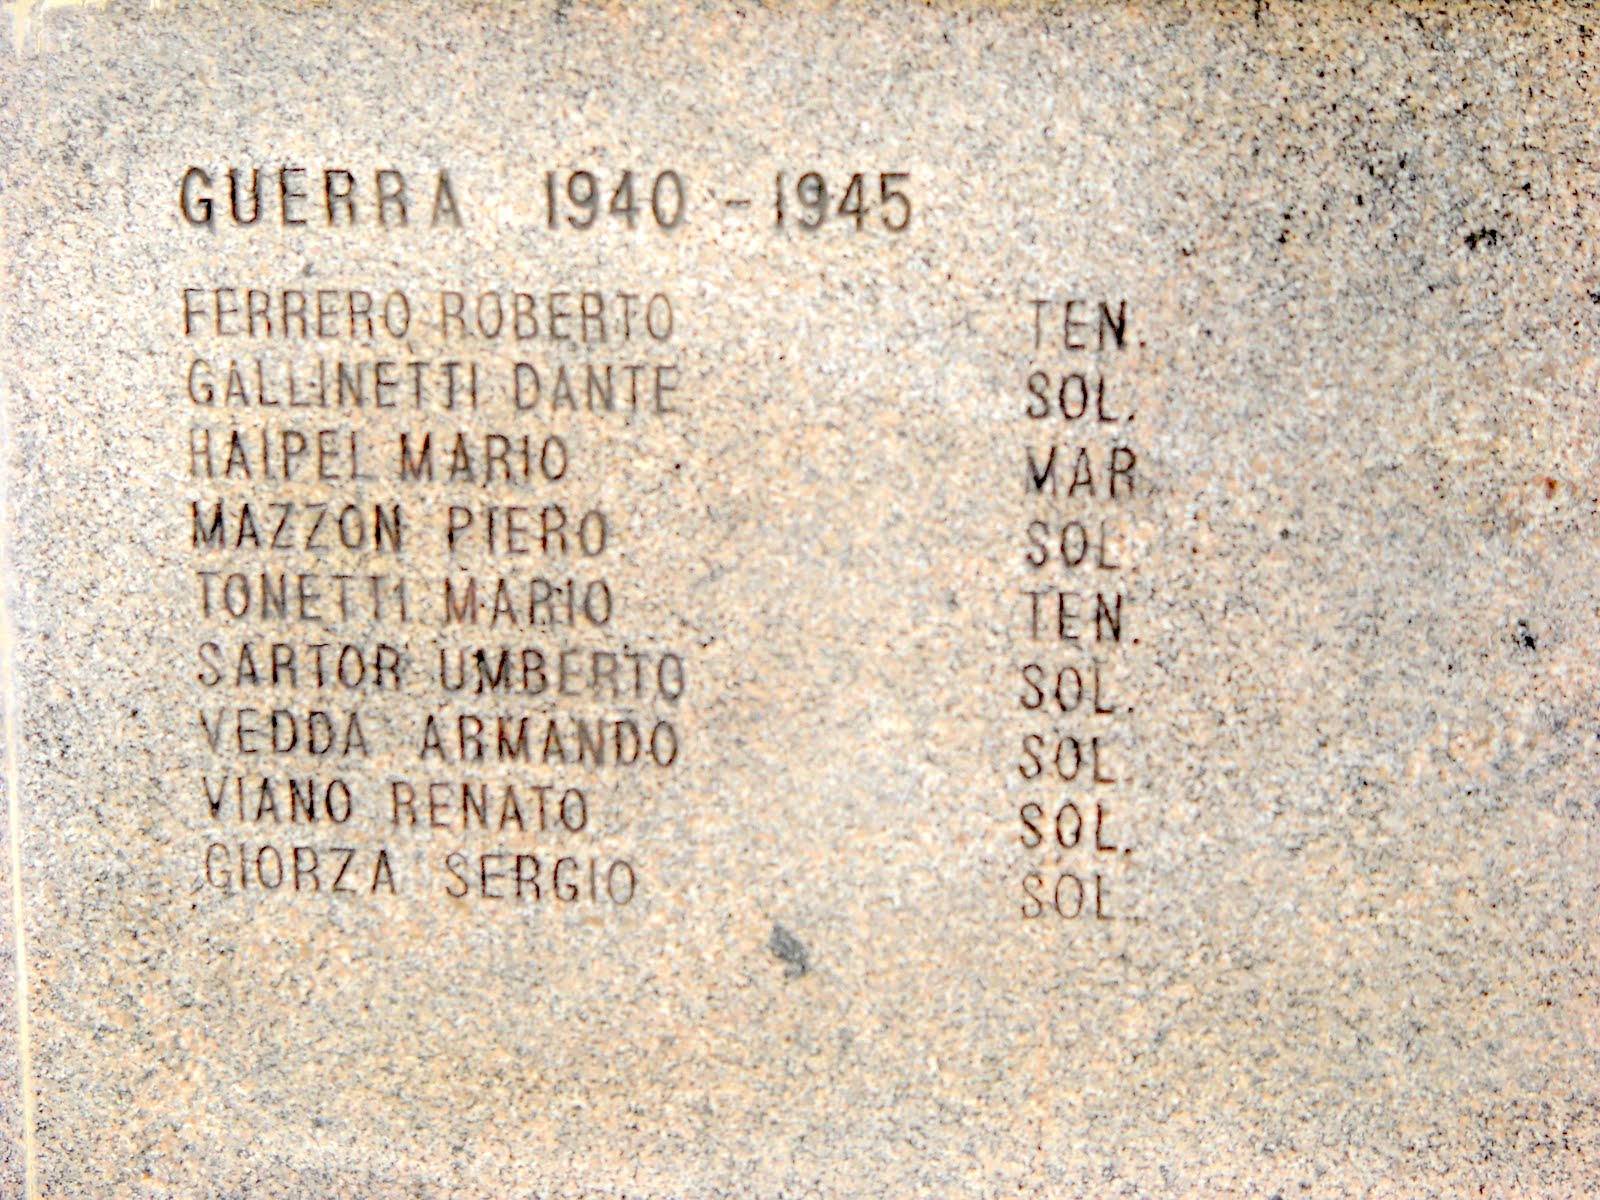 GUERRA 1940 - 1945
FERRERO ROBERTO TEN.
GALLINETTI DANTE SOL.
HAIPEL MARIO MAR.
MAZZON PIERO SOL.
TONETTI MARIO TEN.
SARTOR UMBERTO SOL.
VEDDA ARMANDO SOL.
VIANO RENATO SOL.
GIORZA SERGIO SOL.